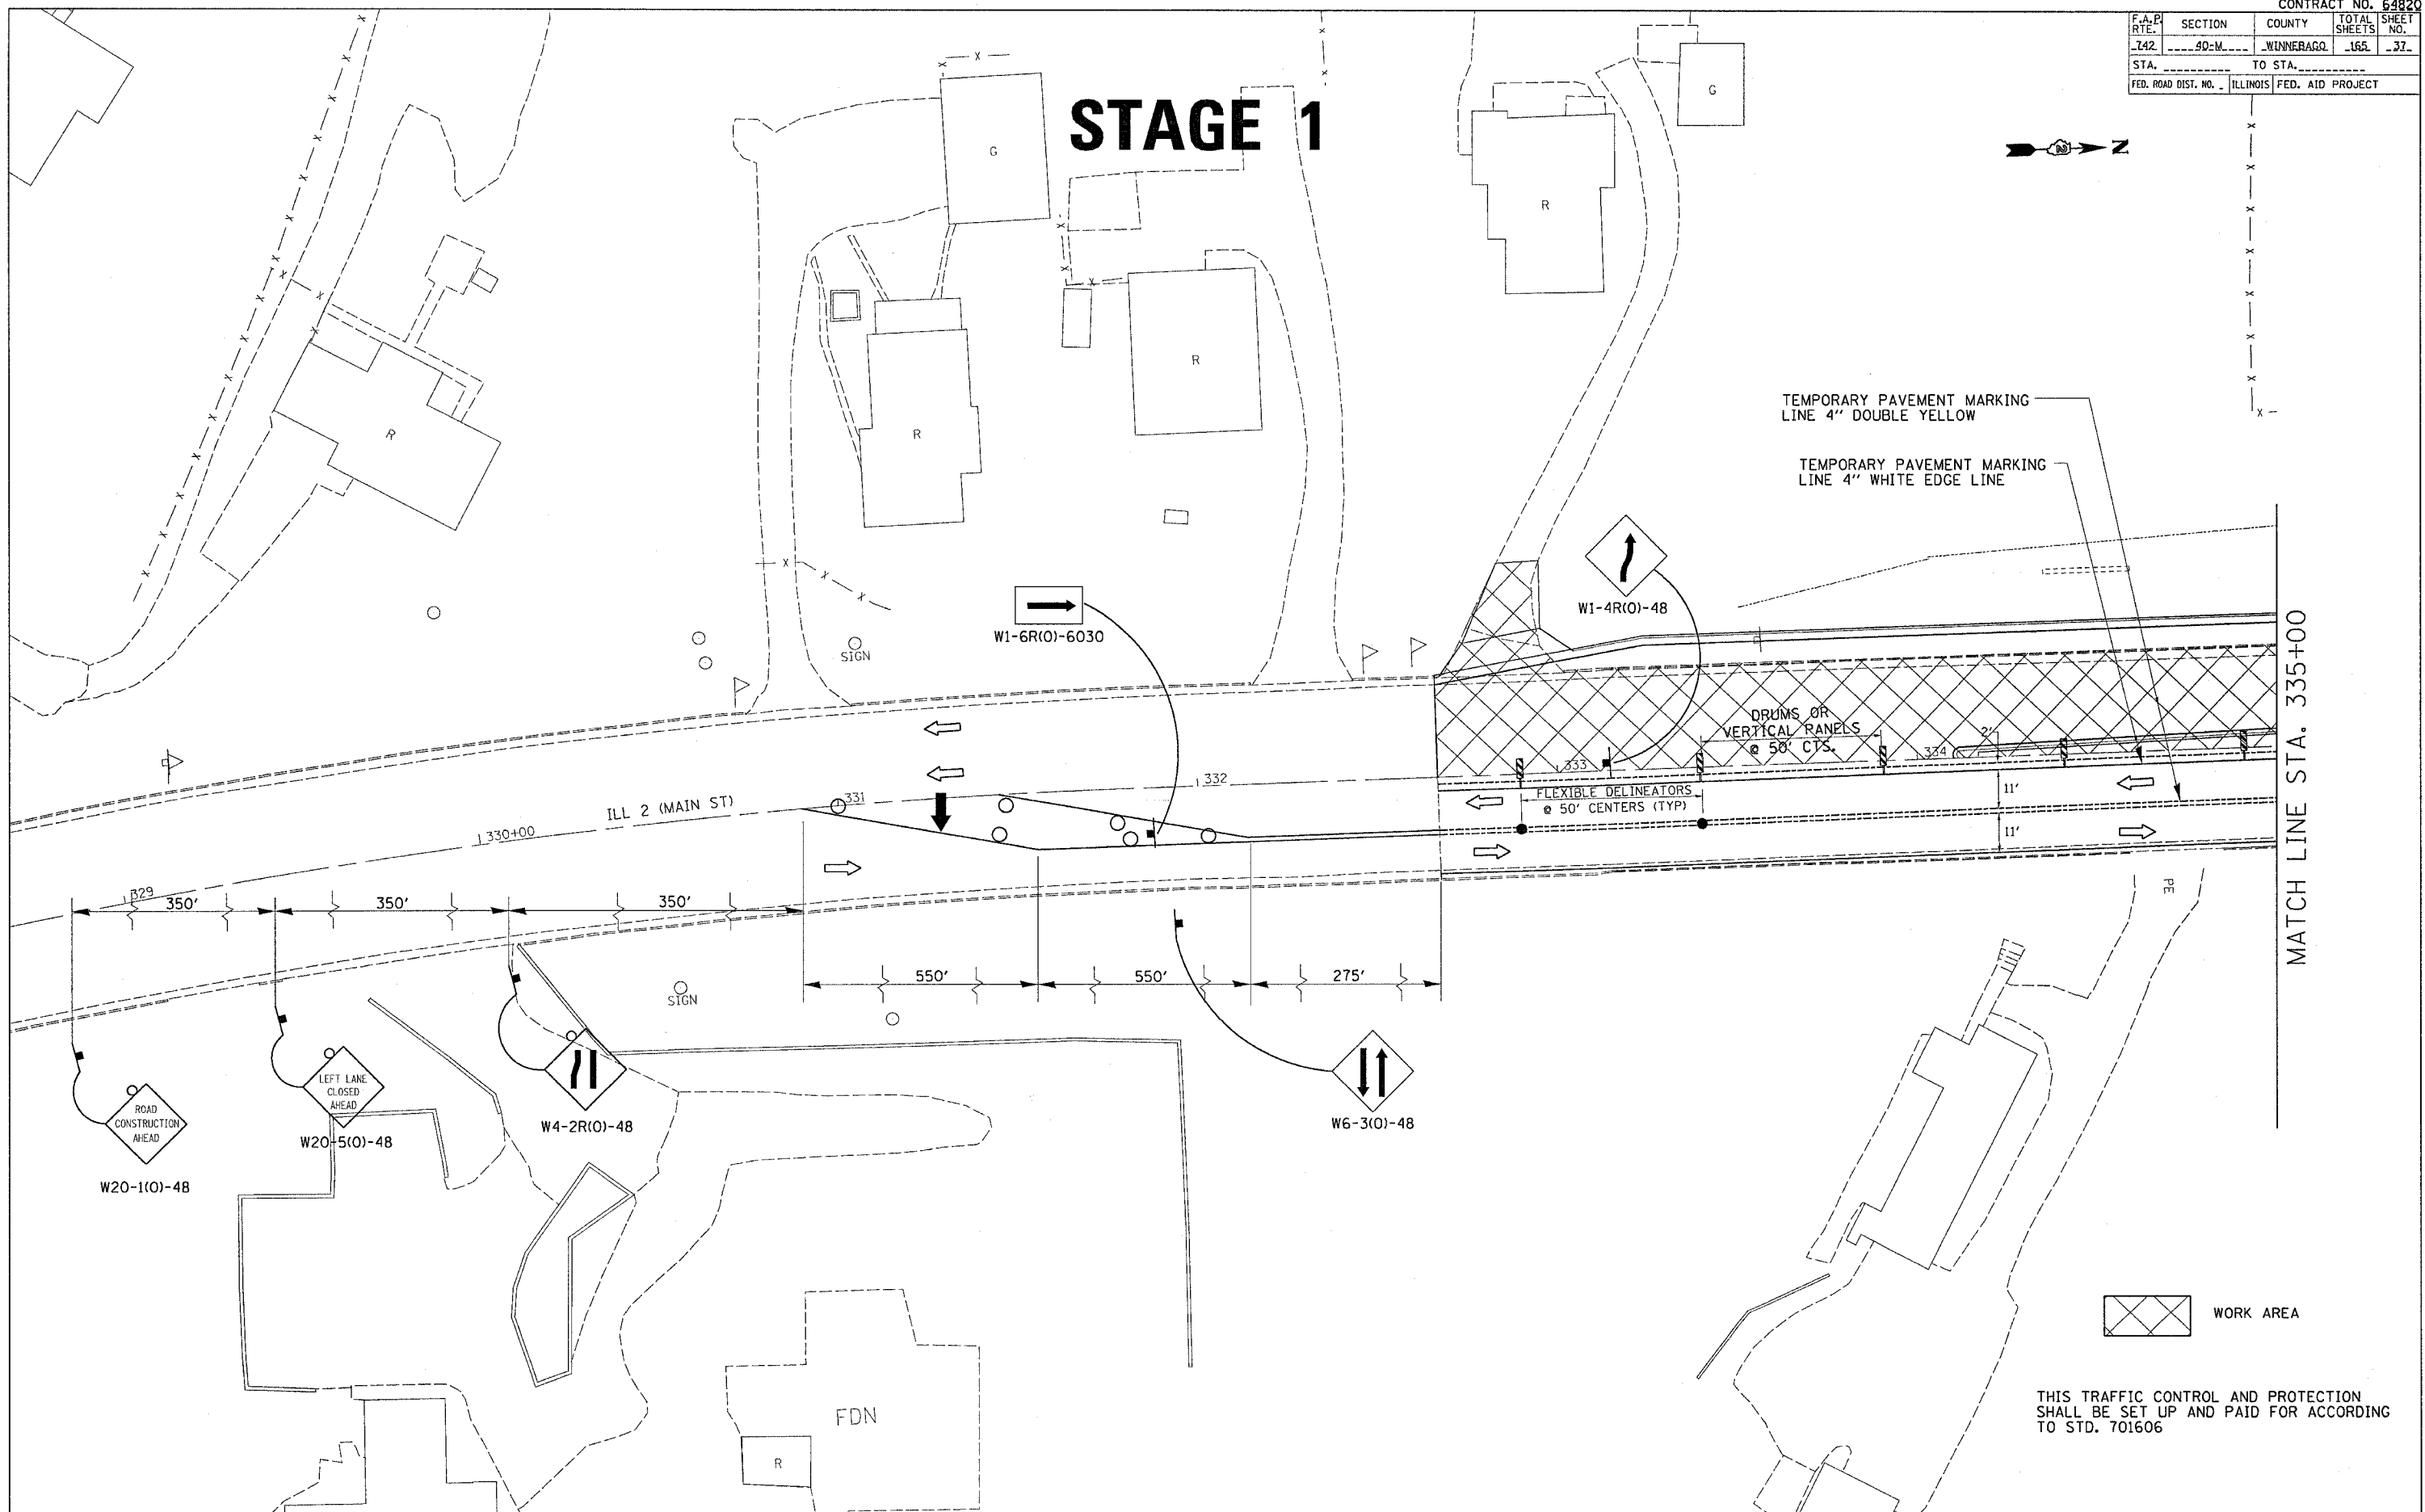 CONTRACT NO. 64820
F.A.P. RTE. SECTION COUNTY TOTAL SHEETS SHEET NO.
742 4D-M WINNEBAGO 165 37
STA. TO STA.
FED. ROAD DIST. NO. ILLINOIS FED. AID PROJECT
STAGE 1
N
2
G
G
R
R
R
R
TEMPORARY PAVEMENT MARKING
LINE 4" DOUBLE YELLOW
TEMPORARY PAVEMENT MARKING
LINE 4" WHITE EDGE LINE
W1-6R(O)-6030
W1-4R(O)-48
SIGN
DRUMS OR
VERTICAL PANELS
@ 50' CTS.
2'
334
333
332
331
330+00
329
ILL 2 (MAIN ST)
FLEXIBLE DELINEATORS
@ 50' CENTERS (TYP)
11'
11'
MATCH LINE STA. 335+00
PE
350'
350'
350'
550'
550'
275'
SIGN
ROAD
CONSTRUCTION
AHEAD
W20-1(O)-48
LEFT LANE
CLOSED
AHEAD
W20-5(O)-48
W4-2R(O)-48
W6-3(O)-48
FDN
R
WORK AREA
THIS TRAFFIC CONTROL AND PROTECTION
SHALL BE SET UP AND PAID FOR ACCORDING
TO STD. 701606